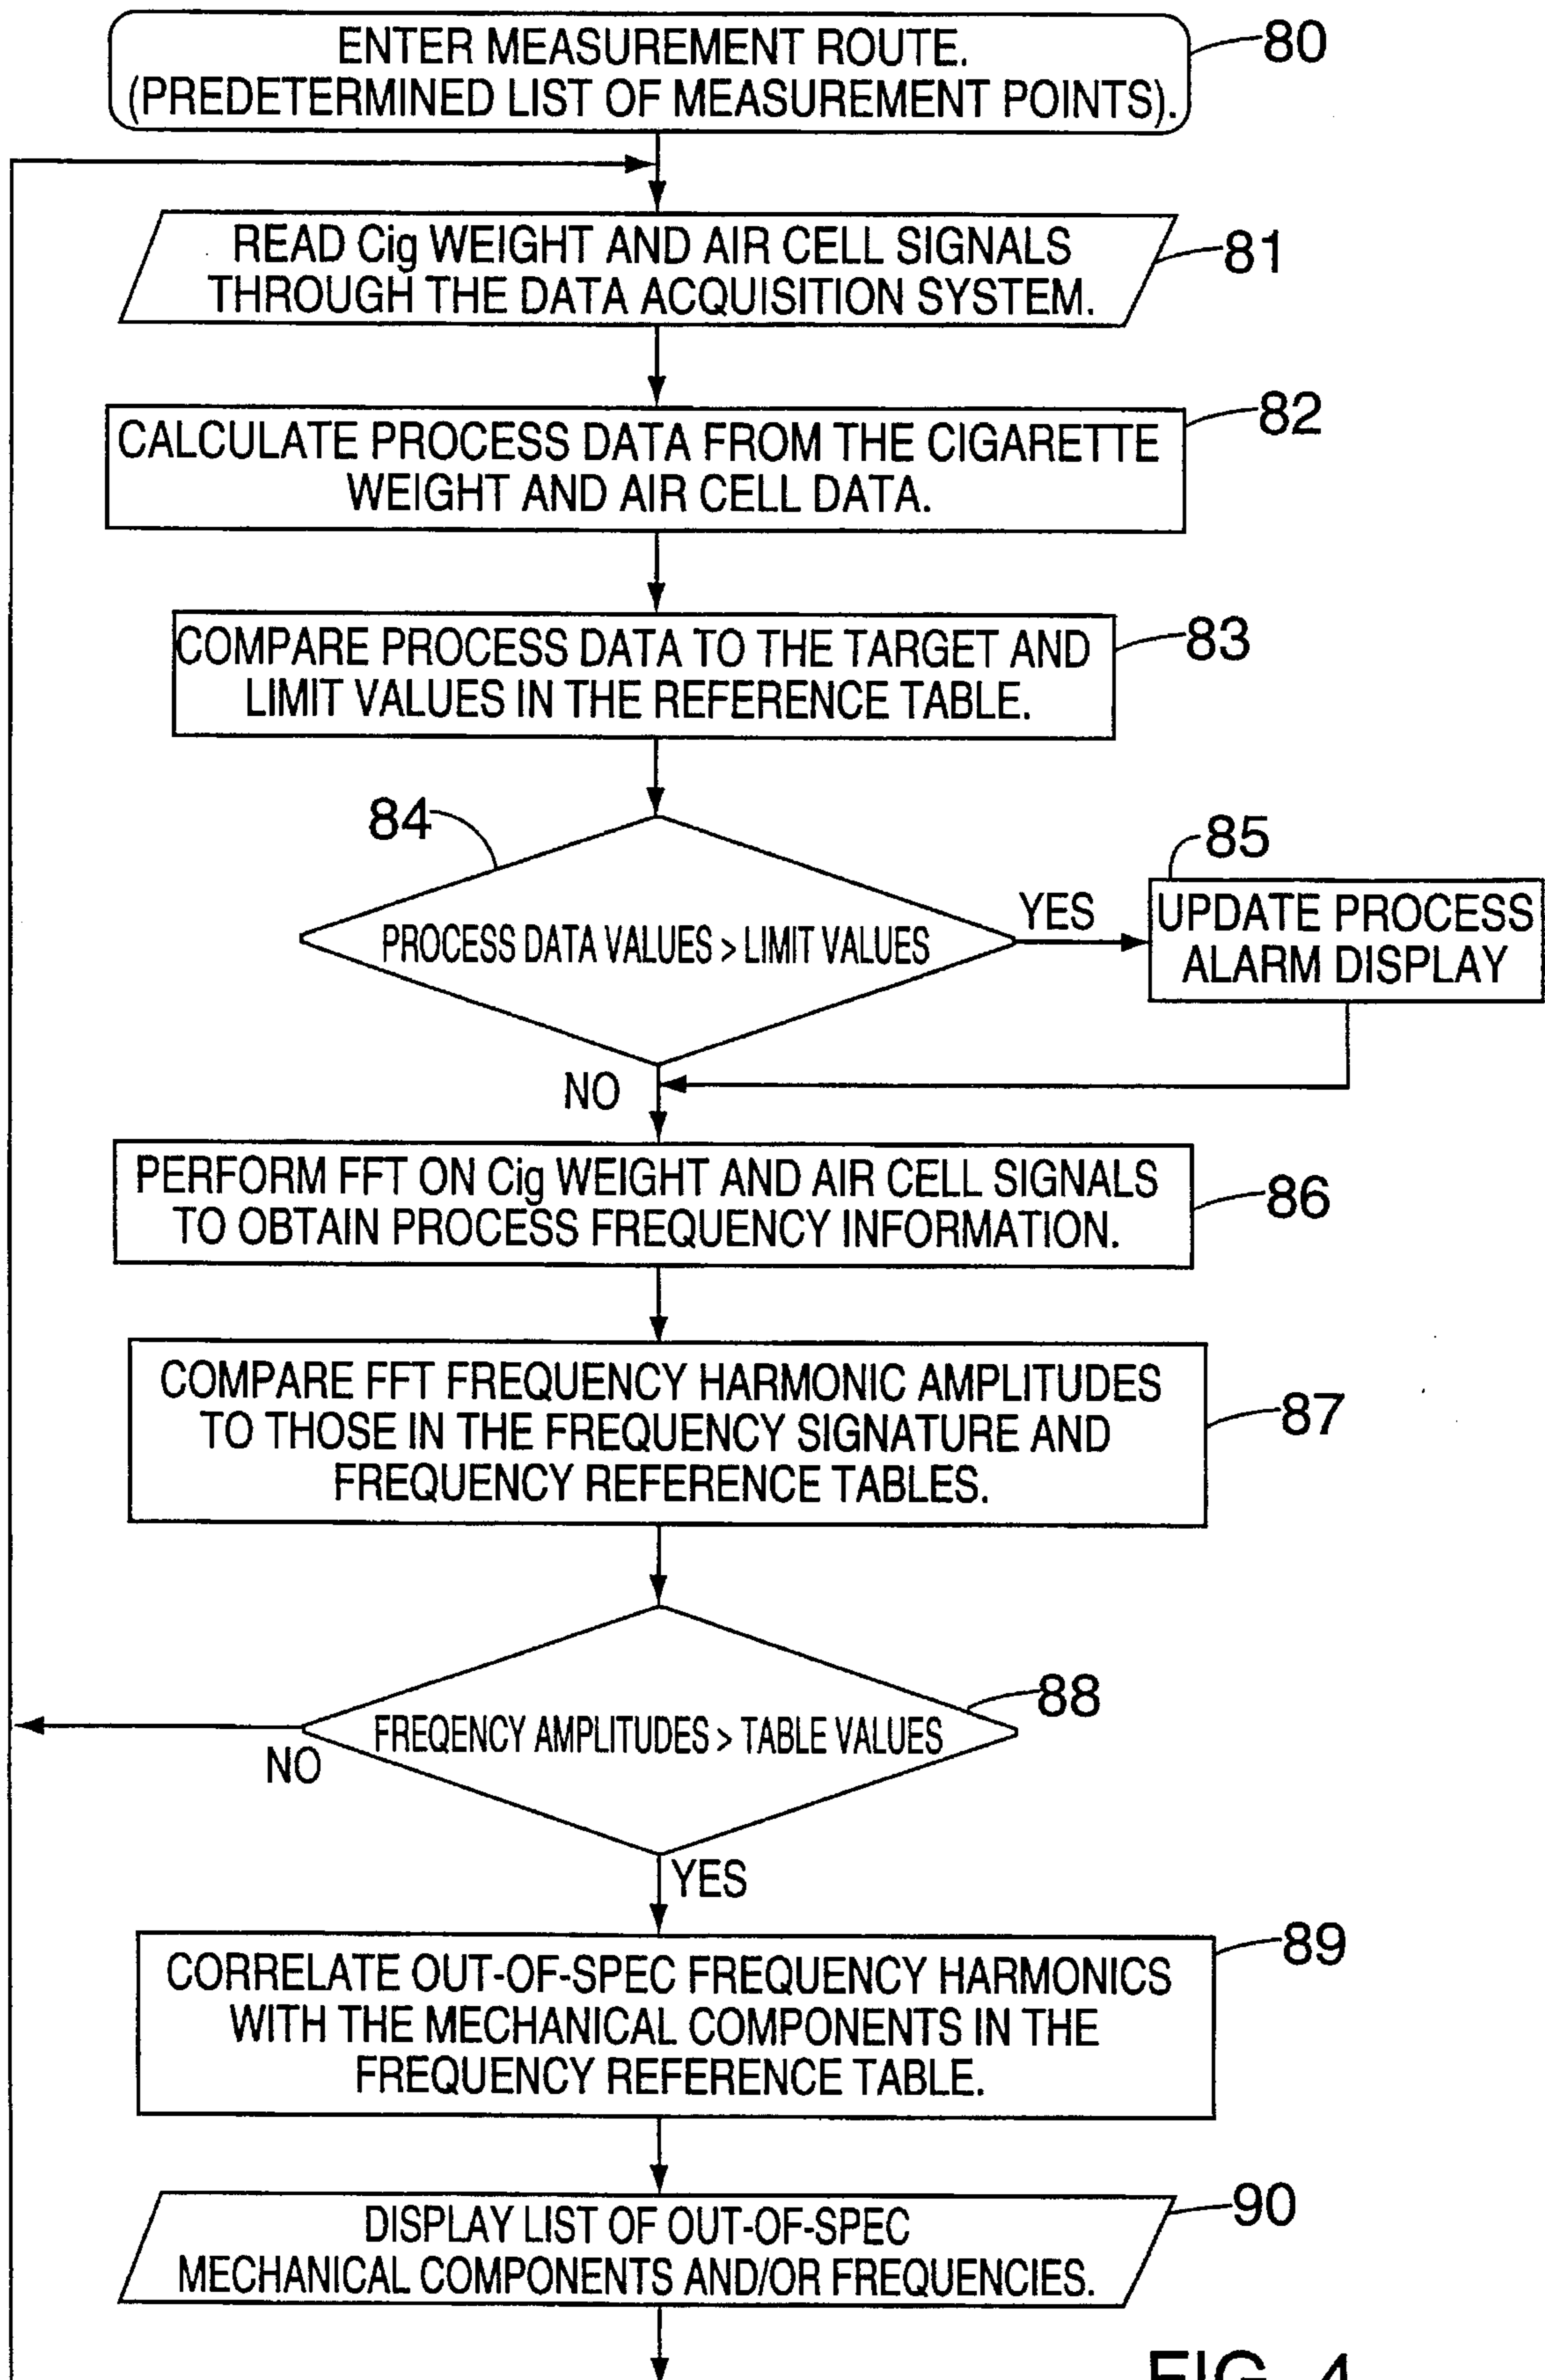 ENTER MEASUREMENT ROUTE.
(PREDETERMINED LIST OF MEASUREMENT POINTS).
80
READ Cig WEIGHT AND AIR CELL SIGNALS
THROUGH THE DATA ACQUISITION SYSTEM.
81
CALCULATE PROCESS DATA FROM THE CIGARETTE
WEIGHT AND AIR CELL DATA.
82
COMPARE PROCESS DATA TO THE TARGET AND
LIMIT VALUES IN THE REFERENCE TABLE.
83
84
PROCESS DATA VALUES > LIMIT VALUES
YES
85
UPDATE PROCESS
ALARM DISPLAY
NO
PERFORM FFT ON Cig WEIGHT AND AIR CELL SIGNALS
TO OBTAIN PROCESS FREQUENCY INFORMATION.
86
COMPARE FFT FREQUENCY HARMONIC AMPLITUDES
TO THOSE IN THE FREQUENCY SIGNATURE AND
FREQUENCY REFERENCE TABLES.
87
88
FREQENCY AMPLITUDES > TABLE VALUES
NO
YES
CORRELATE OUT-OF-SPEC FREQUENCY HARMONICS
WITH THE MECHANICAL COMPONENTS IN THE
FREQUENCY REFERENCE TABLE.
89
DISPLAY LIST OF OUT-OF-SPEC
MECHANICAL COMPONENTS AND/OR FREQUENCIES.
90
FIG. 4